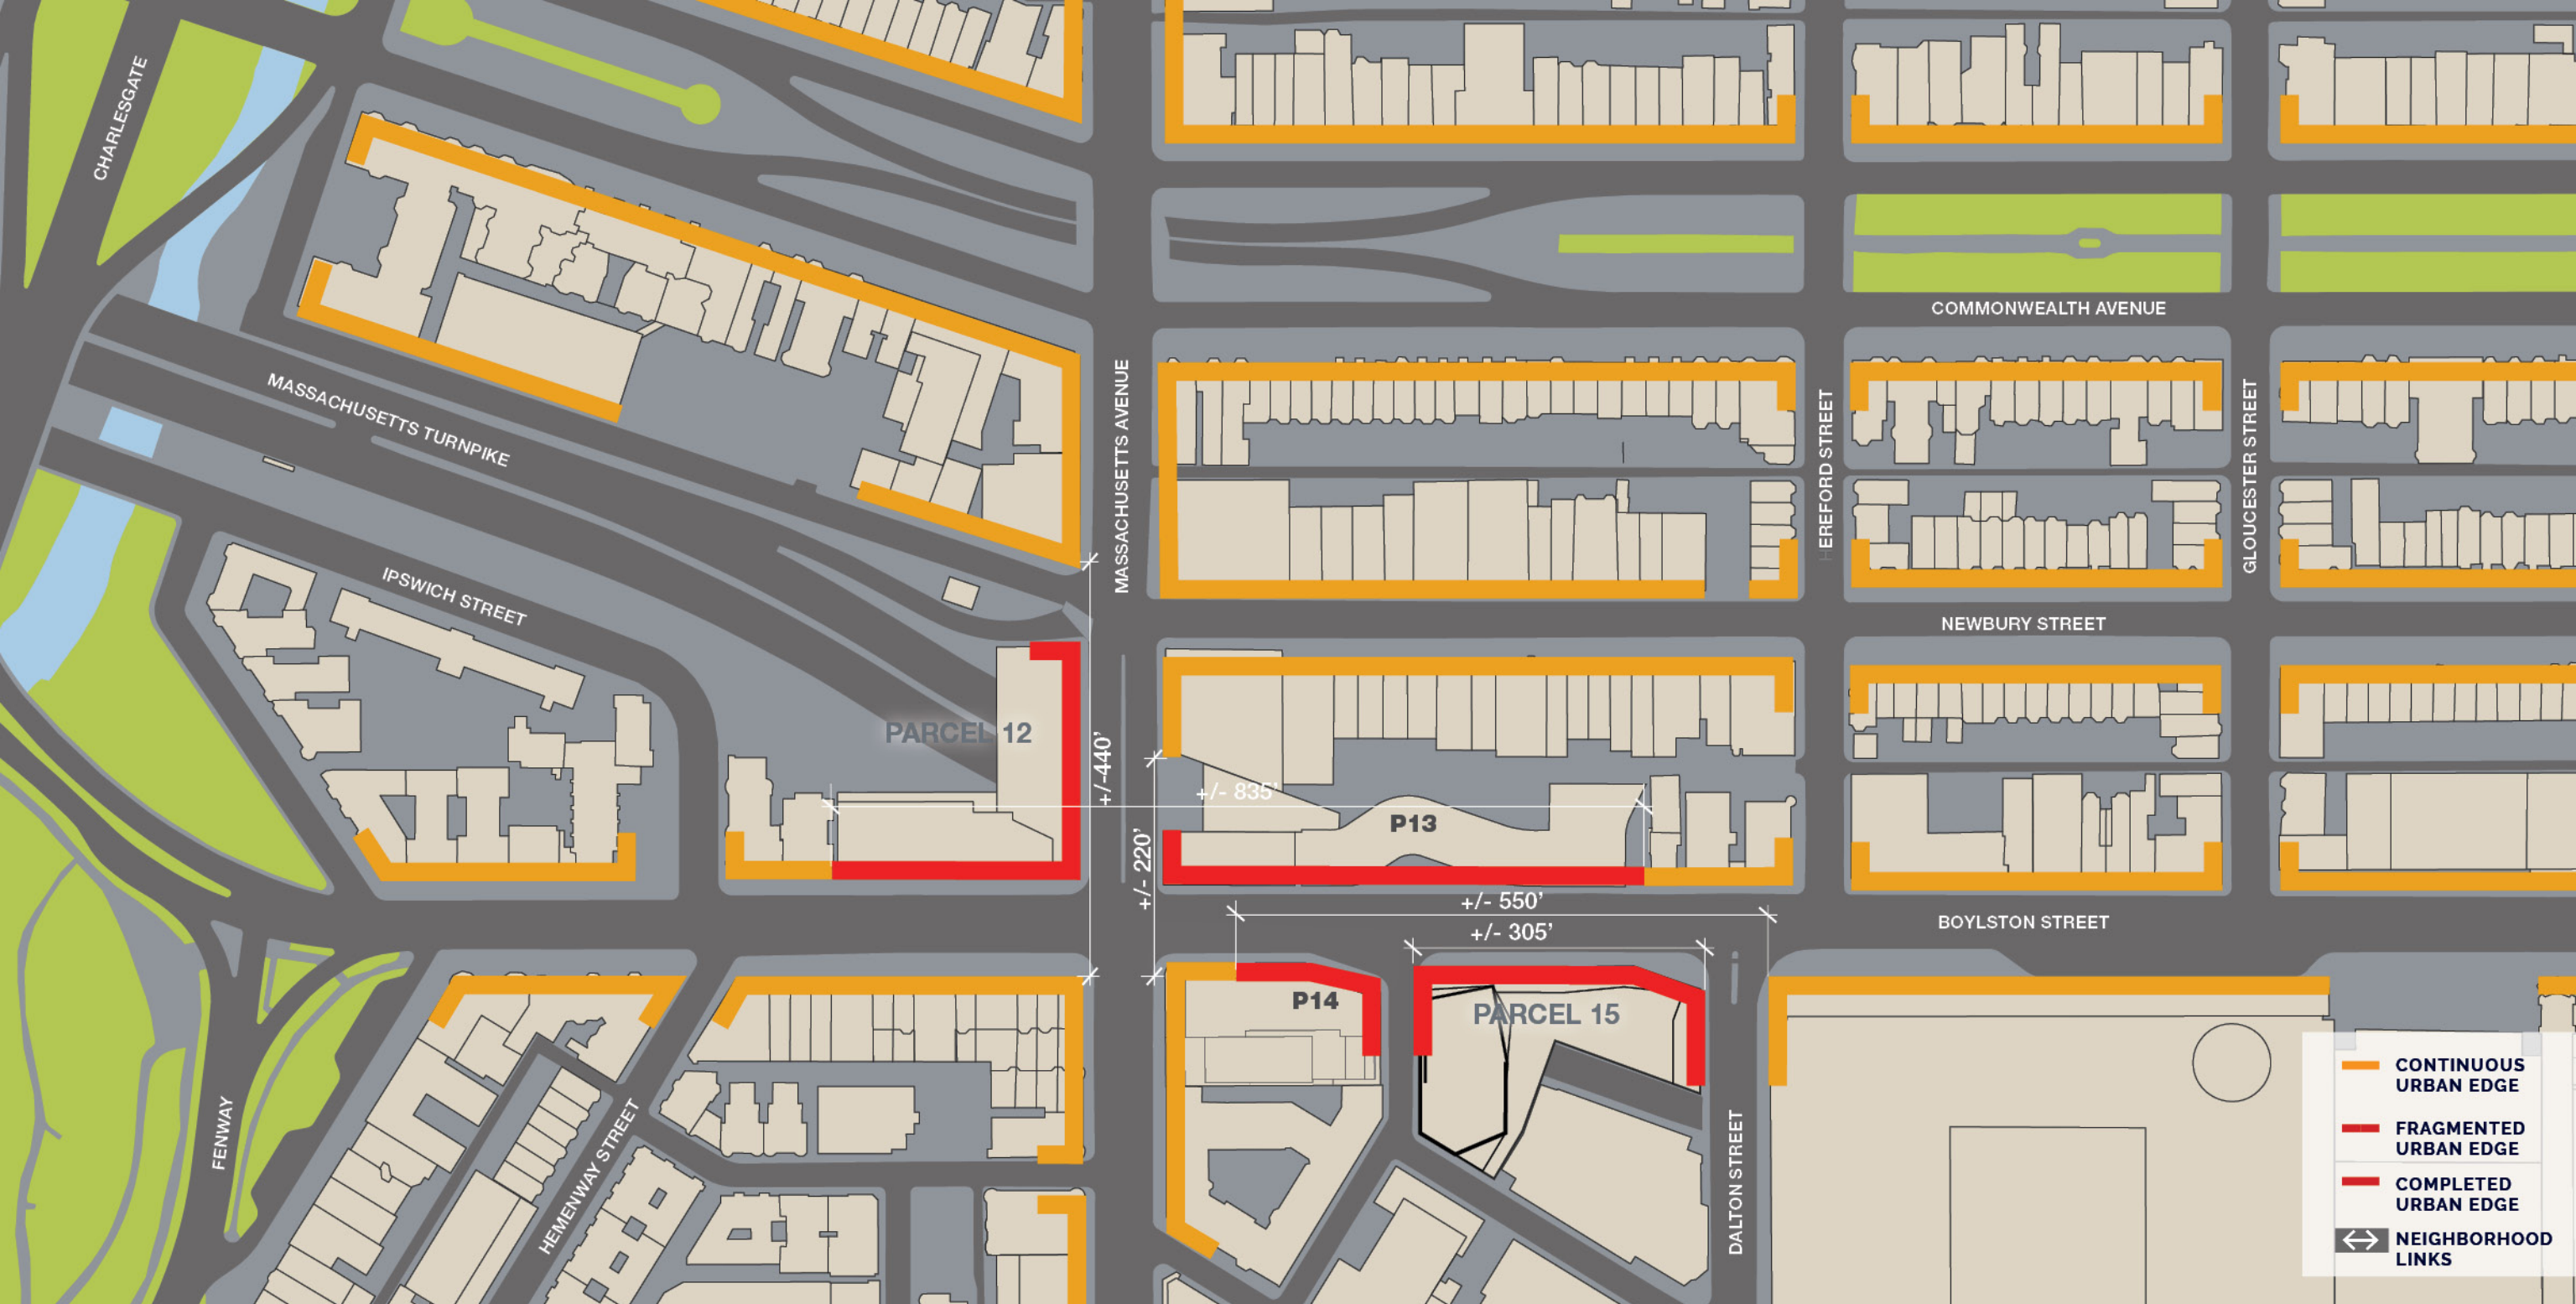 CHARLESGATE
COMMONWEALTH AVENUE
MASSACHUSETTS TURNPIKE
MASSACHUSETTS AVENUE
HEREFORD STREET
GLOUCESTER STREET
IPSWICH STREET
NEWBURY STREET
PARCEL 12
+/-440'
+/- 835'
P13
+/- 220'
+/- 550'
+/- 305'
BOYLSTON STREET
P14
PARCEL 15
FENWAY
HEMENWAY STREET
DALTON STREET
CONTINUOUS
URBAN EDGE
FRAGMENTED
URBAN EDGE
COMPLETED
URBAN EDGE
NEIGHBORHOOD
LINKS